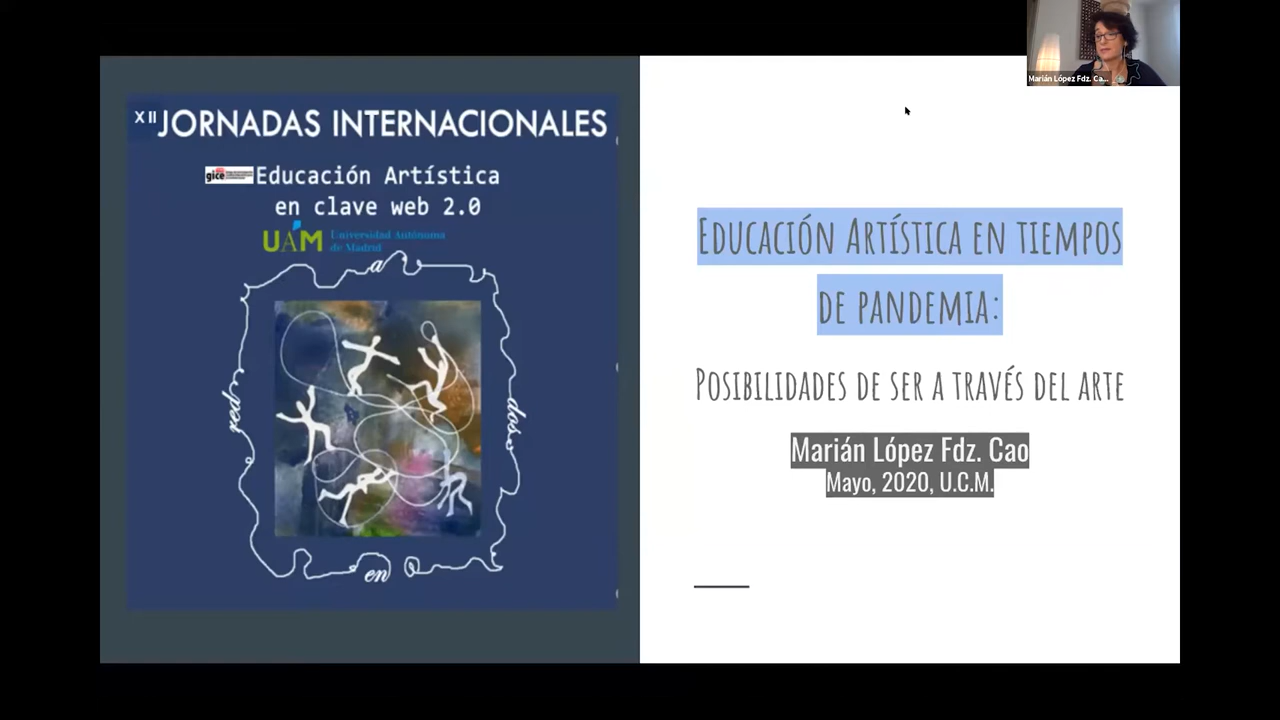 XII JORNADAS INTERNACIONALES
gice Educación Artística
en clave web 2.0
UAM Universidad Autónoma
de Madrid
a
red
dos
en
EDUCACIÓN ARTÍSTICA EN TIEMPOS
DE PANDEMIA:
POSIBILIDADES DE SER A TRAVÉS DEL ARTE
Marián López Fdz. Cao
Mayo, 2020, U.C.M.
Marián López Fdz. Ca...